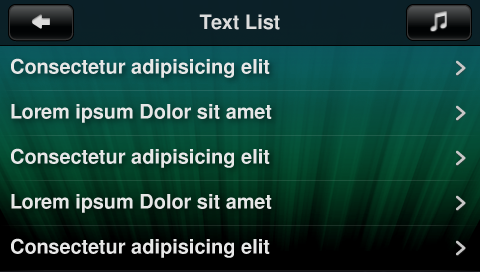 Text List
Consectetur adipisicing elit
Lorem ipsum Dolor sit amet
Consectetur adipisicing elit
Lorem ipsum Dolor sit amet
Consectetur adipisicing elit